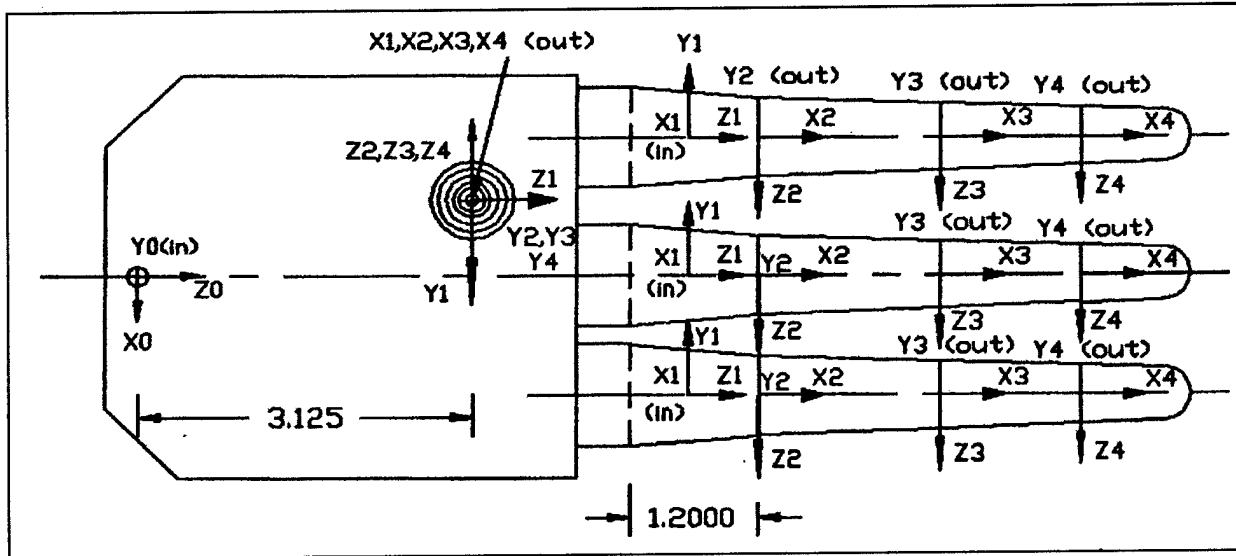 X1,X2,X3,X4 (out)
Y1
Y2 (out)
Y3 (out)
Y4 (out)
X1
(in)
Z1
X2
X3
X4
Z2,Z3,Z4
Z1
Z2
Z3
Z4
Y2,Y3
Y4
Y1
Y0(in)
Z0
X0
Y1
Y3 (out)
Y4 (out)
X1
(in)
Z1
Y2
X2
X3
X4
Z2
Z3
Z4
Y1
Y3 (out)
Y4 (out)
X1
(in)
Z1
Y2
X2
X3
X4
Z2
Z3
Z4
3.125
1.2000